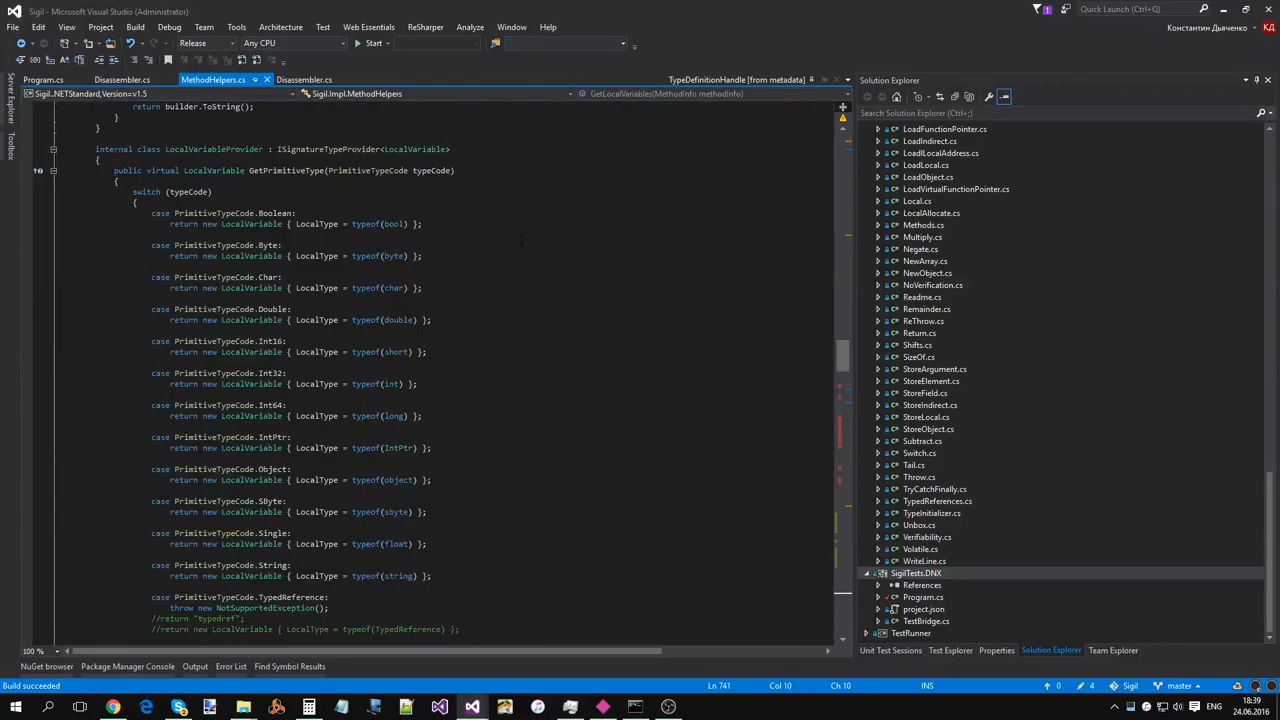 Sigil - Microsoft Visual Studio
1
Quick Launch (Ctrl+Q)
File Edit View Project Build Debug Team Tools Architecture Test Web Essentials ReSharper Analyze Window Help
Константин Дьяченко КД
Release Any CPU Start
Program.cs Disassembler.cs MethodHelpers.cs Disassembler.cs TypeDefinitionHandle [from metadata]
Sigil..NETStandard,Version=v1.5 Sigil.Impl.MethodHelpers GetLocalVariables(MethodInfo methodInfo)
Server Explorer
Toolbox
return builder.ToString();
}
}
internal class LocalVariableProvider : ISignatureTypeProvider<LocalVariable>
{
public virtual LocalVariable GetPrimitiveType(PrimitiveTypeCode typeCode)
{
switch (typeCode)
{
case PrimitiveTypeCode.Boolean:
return new LocalVariable { LocalType = typeof(bool) };
case PrimitiveTypeCode.Byte:
return new LocalVariable { LocalType = typeof(byte) };
case PrimitiveTypeCode.Char:
return new LocalVariable { LocalType = typeof(char) };
case PrimitiveTypeCode.Double:
return new LocalVariable { LocalType = typeof(double) };
case PrimitiveTypeCode.Int16:
return new LocalVariable { LocalType = typeof(short) };
case PrimitiveTypeCode.Int32:
return new LocalVariable { LocalType = typeof(int) };
case PrimitiveTypeCode.Int64:
return new LocalVariable { LocalType = typeof(long) };
case PrimitiveTypeCode.IntPtr:
return new LocalVariable { LocalType = typeof(IntPtr) };
case PrimitiveTypeCode.Object:
return new LocalVariable { LocalType = typeof(object) };
case PrimitiveTypeCode.SByte:
return new LocalVariable { LocalType = typeof(sbyte) };
case PrimitiveTypeCode.Single:
return new LocalVariable { LocalType = typeof(float) };
case PrimitiveTypeCode.String:
return new LocalVariable { LocalType = typeof(string) };
case PrimitiveTypeCode.TypedReference:
throw new NotSupportedException();
//return "typedref";
//return new LocalVariable { LocalType = typeof(TypedReference) };
100 %
Solution Explorer
Search Solution Explorer (Ctrl+;)
LoadFunctionPointer.cs
LoadIndirect.cs
LoadILocalAddress.cs
LoadLocal.cs
LoadObject.cs
LoadVirtualFunctionPointer.cs
Local.cs
LocalAllocate.cs
Methods.cs
Multiply.cs
Negate.cs
NewArray.cs
NewObject.cs
NoVerification.cs
Readme.cs
Remainder.cs
ReThrow.cs
Return.cs
Shifts.cs
SizeOf.cs
StoreArgument.cs
StoreElement.cs
StoreField.cs
StoreIndirect.cs
StoreLocal.cs
StoreObject.cs
Subtract.cs
Switch.cs
Tail.cs
Throw.cs
TryCatchFinally.cs
TypedReferences.cs
TypeInitializer.cs
Unbox.cs
Verifiability.cs
Volatile.cs
WriteLine.cs
SigilTests.DNX
References
Program.cs
project.json
TestBridge.cs
TestRunner
Unit Test Sessions Test Explorer Properties Solution Explorer Team Explorer
NuGet browser Package Manager Console Output Error List Find Symbol Results
Build succeeded Ln 741 Col 10 Ch 10 INS 0 4 Sigil master
18:39
ENG 24.06.2016